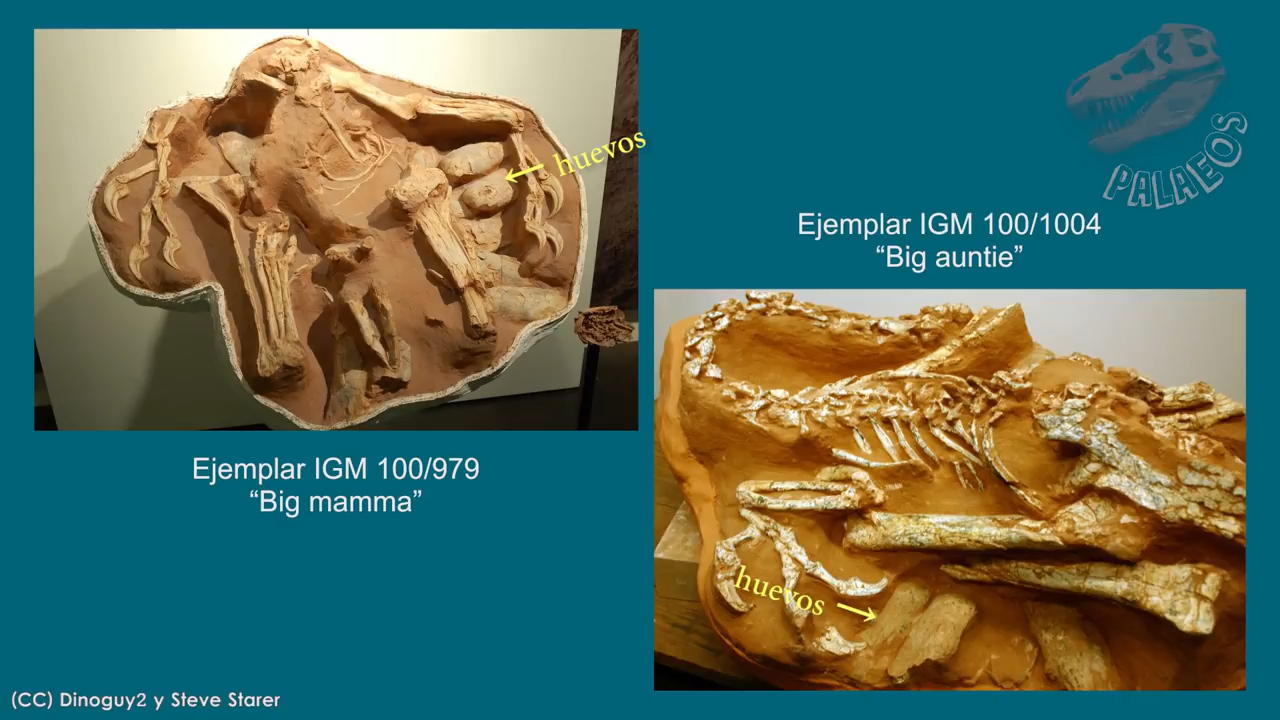 huevos
Ejemplar IGM 100/979
“Big mamma”
PALAEOS
Ejemplar IGM 100/1004
“Big auntie”
huevos
(CC) Dinoguy2 y Steve Starer